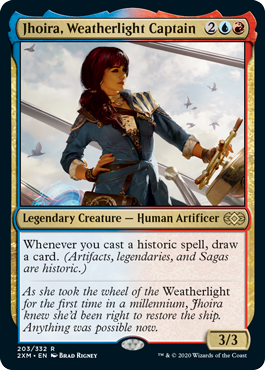 Jhoira, Weatherlight Captain 2
Legendary Creature — Human Artificer
Whenever you cast a historic spell, draw
a card. (Artifacts, legendaries, and Sagas
are historic.)
As she took the wheel of the Weatherlight
for the first time in a millennium, Jhoira
knew she'd been right to restore the ship.
Anything was possible now.
3/3
203/332 R
2XM • EN BRAD RIGNEY
™ & © 2020 Wizards of the Coast